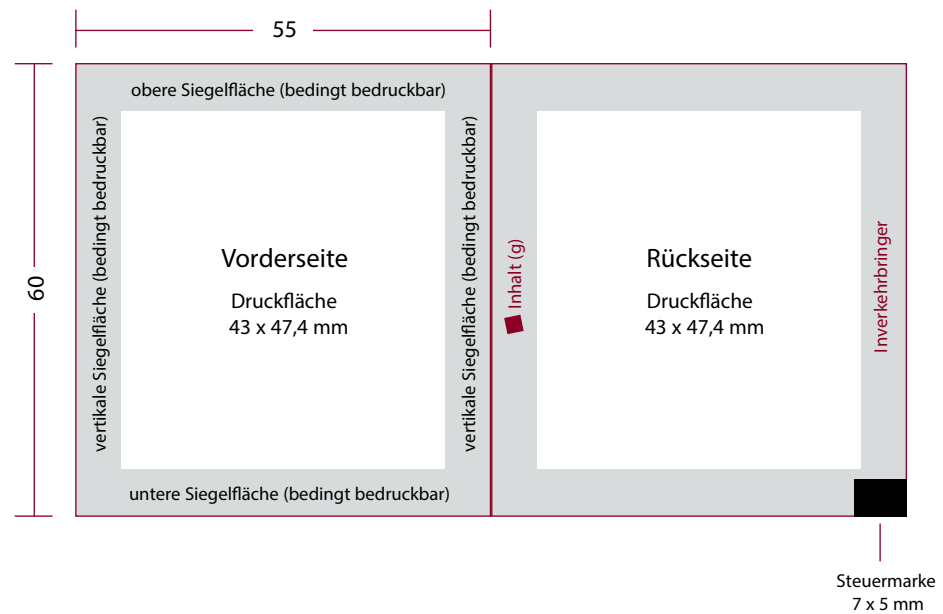 55
60
obere Siegelfläche (bedingt bedruckbar)
vertikale Siegelfläche (bedingt bedruckbar)
Vorderseite
Druckfläche
43 x 47,4 mm
vertikale Siegelfläche (bedingt bedruckbar)
untere Siegelfläche (bedingt bedruckbar)
Inhalt (g)
Rückseite
Druckfläche
43 x 47,4 mm
Inverkehrbringer
Steuermarke
7 x 5 mm